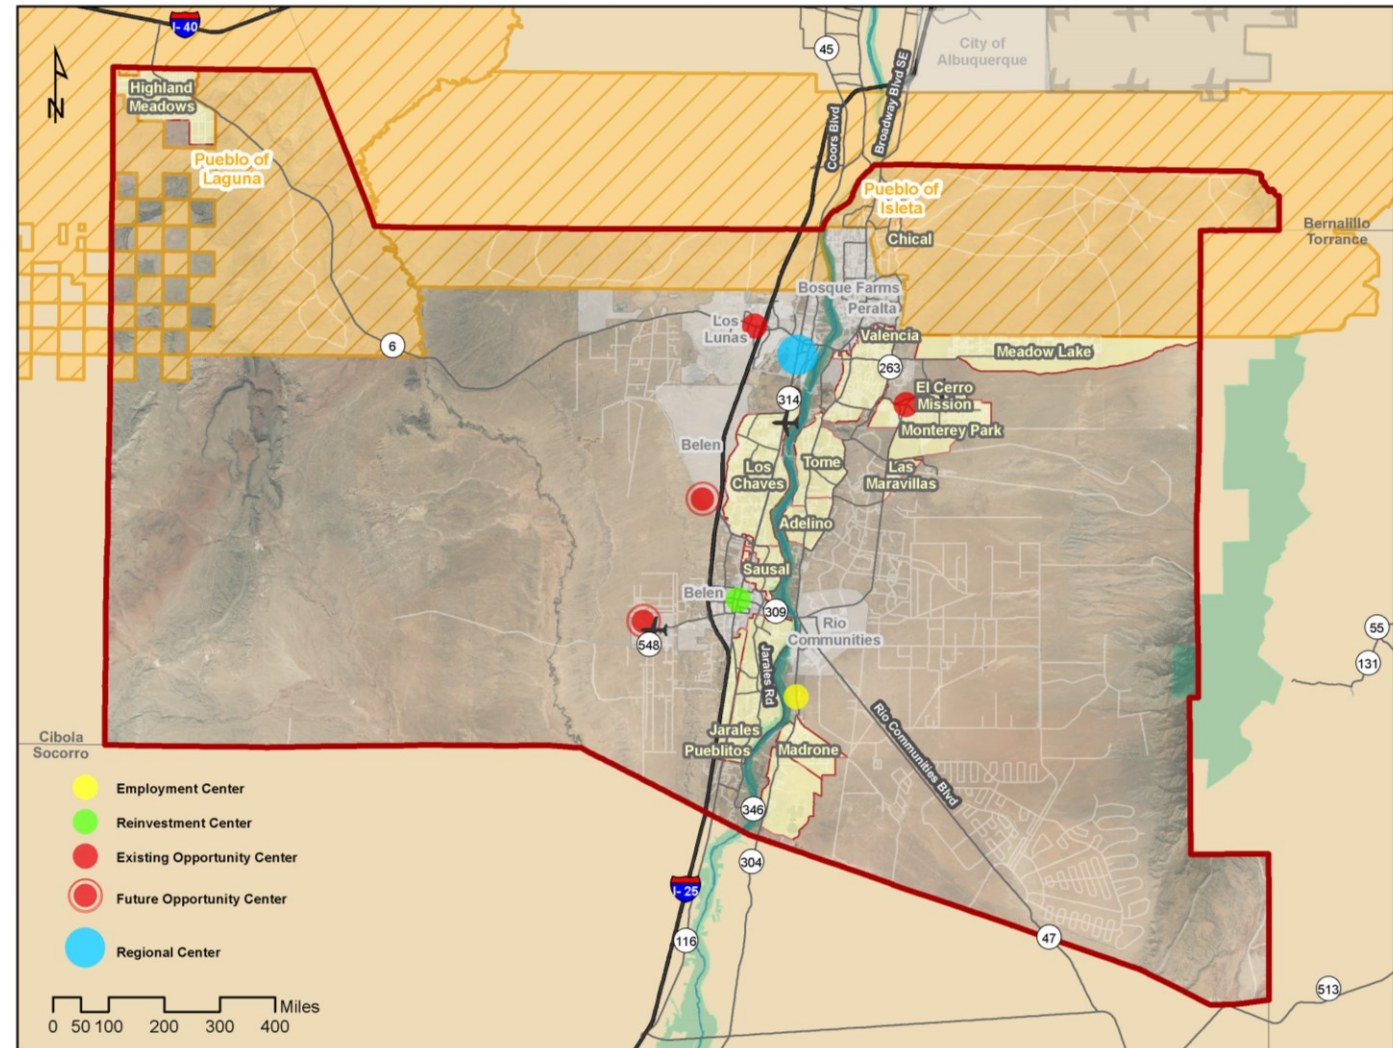 I-40
45
City of
Albuquerque
N
Highland
Meadows
Coors Blvd
Broadway Blvd SE
Pueblo of
Laguna
Pueblo of
Isleta
Chical
Bernalillo
Torrance
Bosque Farms
Peralta
Los
Lunas
Valencia
6
Meadow Lake
263
El Cerro
Mission
314
Monterey Park
Belen
Los
Chaves
Tome
Las
Maravillas
Adelino
Sausal
Belen
309
Rio
Communities
548
55
131
Jarales Rd
Rio Communities Blvd
Jarales
Pueblitos
Madrone
Cibola
Socorro
346
304
I-25
116
47
513
Employment Center
Reinvestment Center
Existing Opportunity Center
Future Opportunity Center
Regional Center
Miles
0 50 100 200 300 400